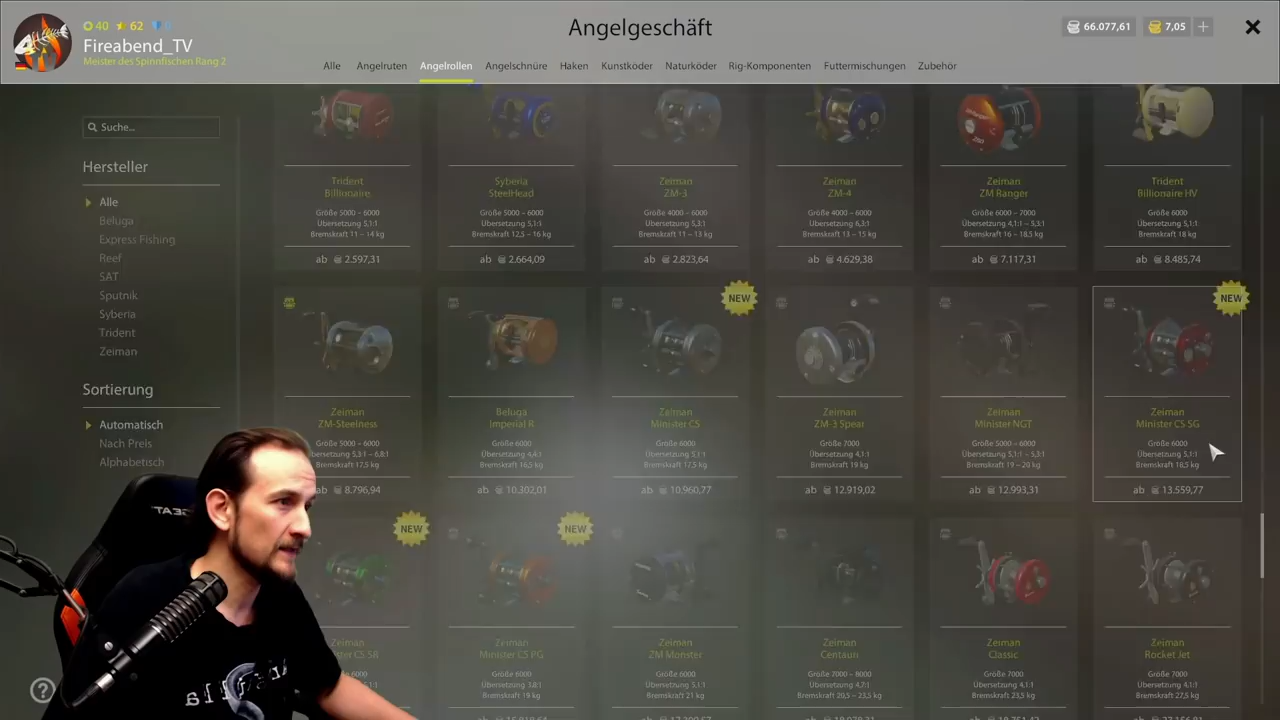 40 62
Fireabend_TV
Meister des Spinnfischen Rang 2
Angelgeschäft
66.077,61 7,05 +
Alle Angelruten Angelrollen Angelschnüre Haken Kunstköder Naturköder Rig-Komponenten Futtermischungen Zubehör
Suche...
Hersteller
Alle
Beluga
Express Fishing
Reef
SAT
Sputnik
Syberia
Trident
Zeiman
Sortierung
Automatisch
Nach Preis
Alphabetisch
Trident
Billionaire
Größe 5000 – 6000
Übersetzung 5,1:1
Bremskraft 11 – 14 kg
ab 2.597,31
Syberia
SteelHead
Größe 5000 – 6000
Übersetzung 5,1:1
Bremskraft 12,5 – 16 kg
ab 2.664,09
Zeiman
ZM-3
Größe 4000 – 6000
Übersetzung 5,3:1
Bremskraft 11 – 13 kg
ab 2.823,64
Zeiman
ZM-4
Größe 4000 – 6000
Übersetzung 6,3:1
Bremskraft 13 – 15 kg
ab 4.629,38
Zeiman
ZM Ranger
Größe 6000 – 7000
Übersetzung 4,1:1 – 5,3:1
Bremskraft 16 – 18,5 kg
ab 7.117,31
Trident
Billionaire HV
Größe 6000
Übersetzung 5,1:1
Bremskraft 18 kg
ab 8.485,74
Zeiman
ZM-Steelness
Größe 5000 – 6000
Übersetzung 5,3:1 – 6,8:1
Bremskraft 17,5 kg
ab 8.796,94
Beluga
Imperial R
Größe 6000
Übersetzung 4,4:1
Bremskraft 16,5 kg
ab 10.302,01
NEW
Zeiman
Minister CS
Größe 6000
Übersetzung 5,1:1
Bremskraft 17,5 kg
ab 10.960,77
Zeiman
ZM-3 Spear
Größe 7000
Übersetzung 4,1:1
Bremskraft 19 kg
ab 12.919,02
Zeiman
Minister NGT
Größe 5000 – 6000
Übersetzung 5,1:1 – 5,3:1
Bremskraft 19 – 20 kg
ab 12.993,31
NEW
Zeiman
Minister CS SG
Größe 6000
Übersetzung 5,1:1
Bremskraft 18,5 kg
ab 13.559,77
NEW
Zeiman
ster CS SR
6000
:1
kg
NEW
Zeiman
Minister CS PG
Größe 6000
Übersetzung 3,8:1
Bremskraft 19 kg
Zeiman
ZM Monster
Größe 6000
Übersetzung 5,1:1
Bremskraft 21 kg
Zeiman
Centauri
Größe 7000 – 8000
Übersetzung 4,7:1
Bremskraft 20,5 – 23,5 kg
Zeiman
Classic
Größe 7000
Übersetzung 4,1:1
Bremskraft 23,5 kg
Zeiman
Rocket Jet
Größe 7000
Übersetzung 4,1:1
Bremskraft 27,5 kg
?